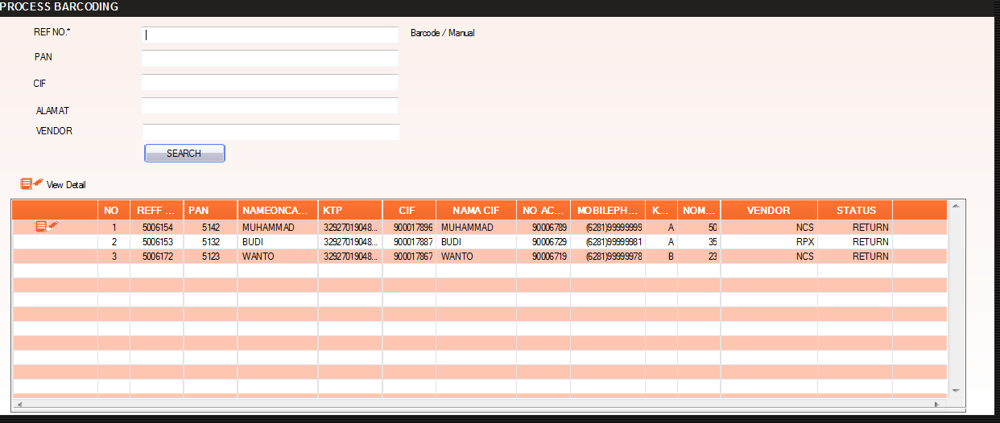 PROCESS BARCODING
REF NO.* Barcode / Manual
PAN
CIF
ALAMAT
VENDOR
SEARCH
View Detail
NO REFF ... PAN NAMEONCA... KTP CIF NAMA CIF NO AC... MOBILEPH... K... NOM... VENDOR STATUS
1 5006154 5142 MUHAMMAD 32927019048... 900017896 MUHAMMAD 90006789 (6281)99999999 A 50 NCS RETURN
2 5006153 5132 BUDI 32927019048... 900017887 BUDI 90006729 (6281)99999981 A 35 RPX RETURN
3 5006172 5123 WANTO 32927019048... 900017867 WANTO 90006719 (6281)99999978 B 23 NCS RETURN